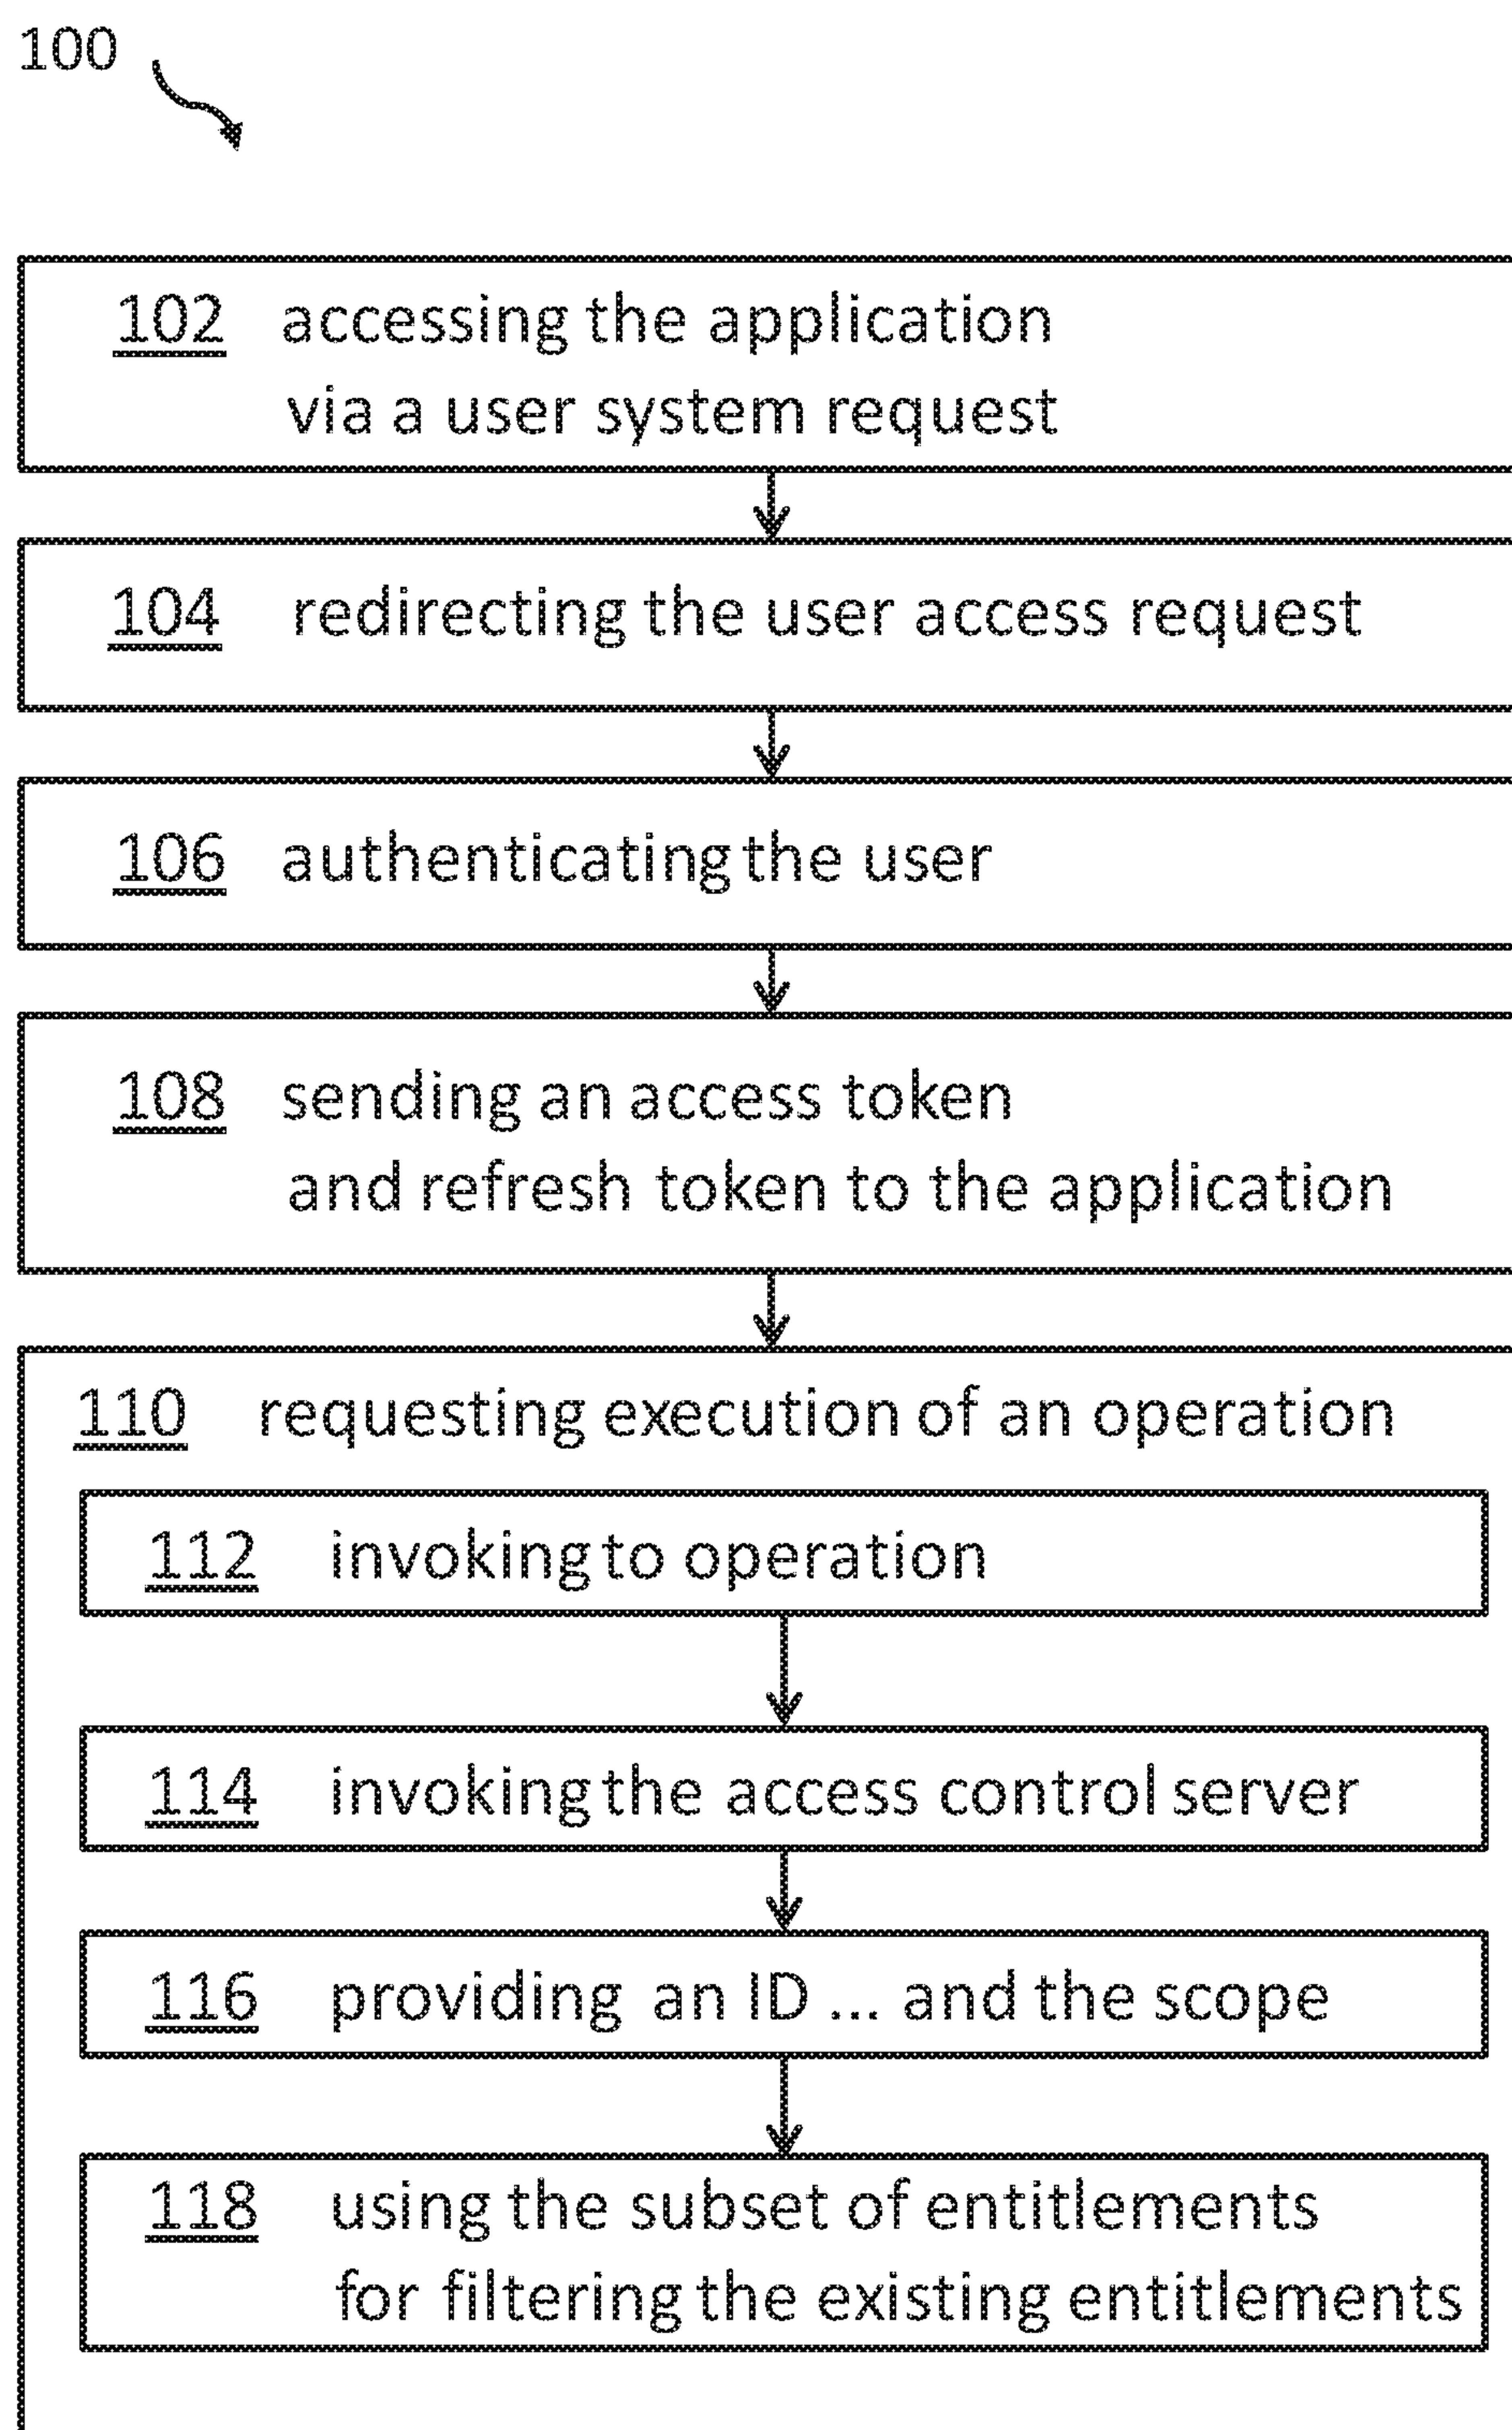 100
102 accessing the application
via a user system request
104 redirecting the user access request
106 authenticating the user
108 sending an access token
and refresh token to the application
110 requesting execution of an operation
112 invoking to operation
114 invoking the access control server
116 providing an ID ... and the scope
118 using the subset of entitlements
for filtering the existing entitlements